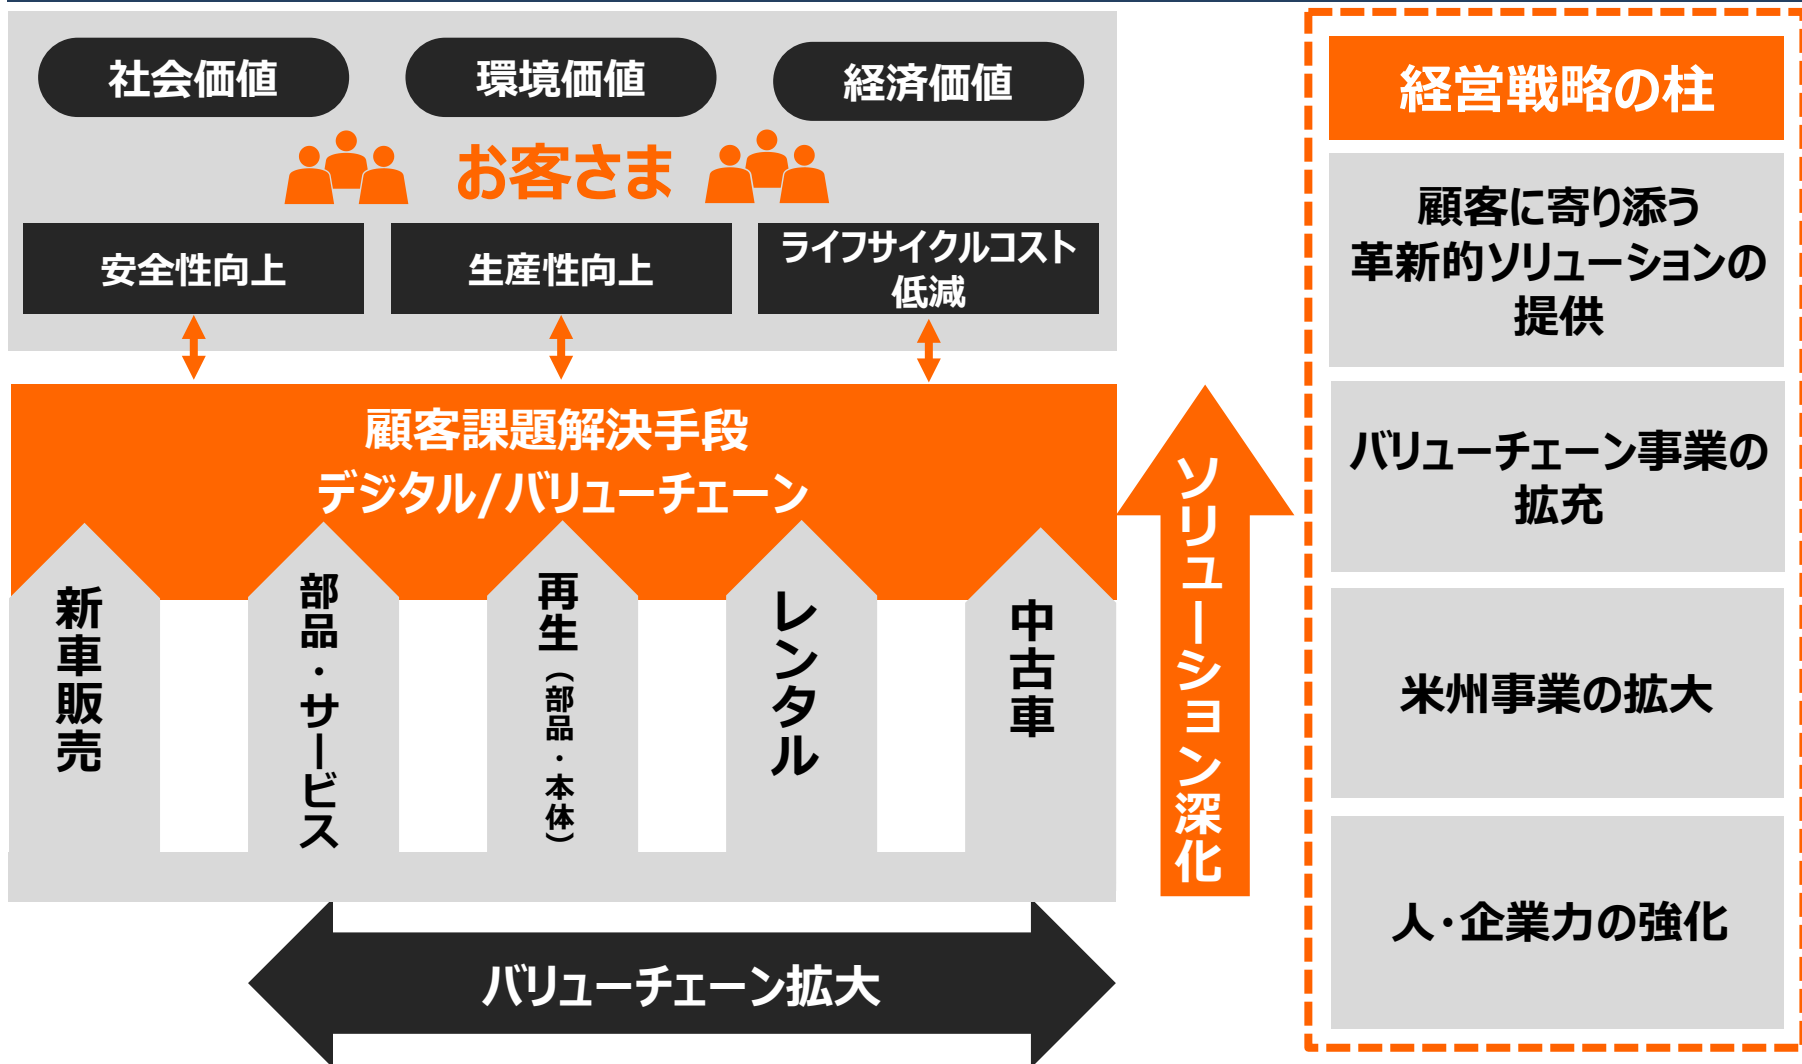 社会価値
環境価値
経済価値
お客さま
安全性向上
生産性向上
ライフサイクルコスト
低減
顧客課題解決手段
デジタル/バリューチェーン
新車販売
部品・サービス
再生（部品・本体）
レンタル
中古車
バリューチェーン拡大
ソリューション深化
経営戦略の柱
顧客に寄り添う
革新的ソリューションの
提供
バリューチェーン事業の
拡充
米州事業の拡大
人・企業力の強化